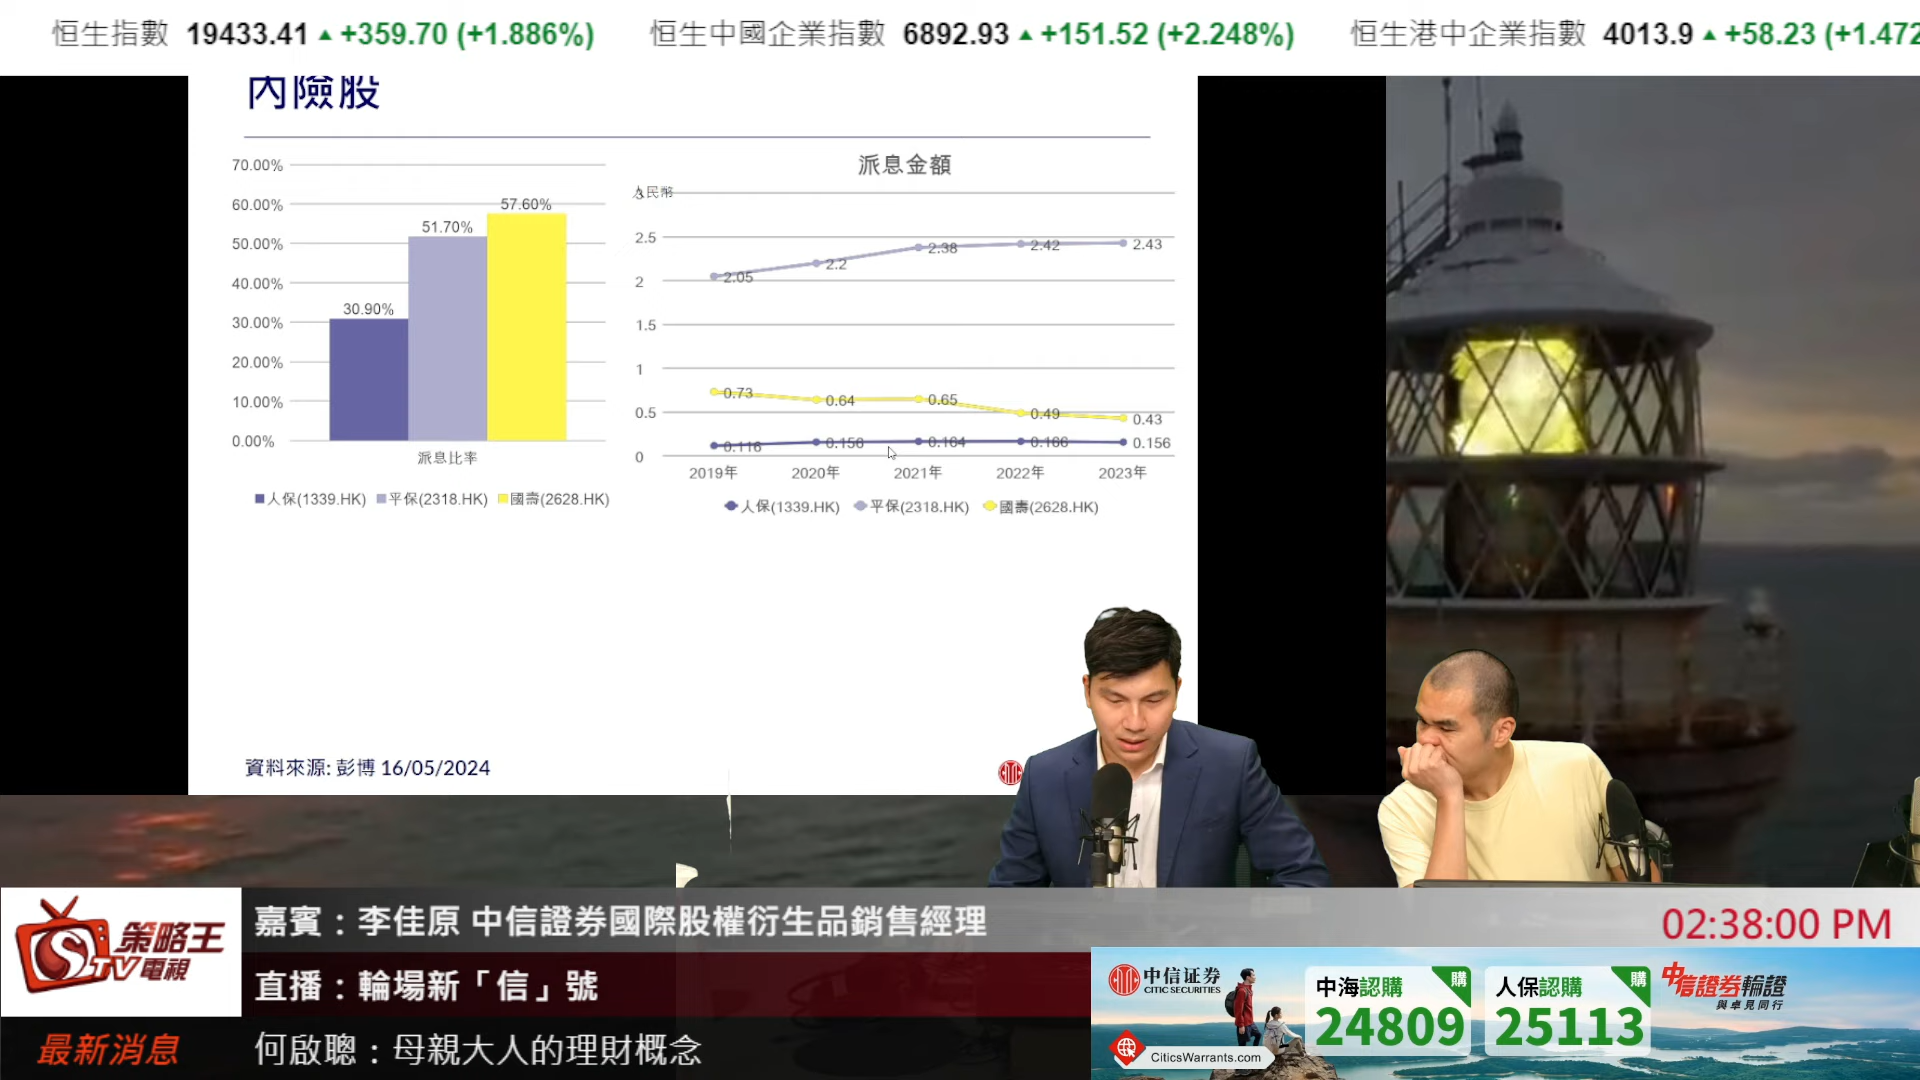 恒生指數 19433.41 ▲ +359.70 (+1.886%) 恒生中國企業指數 6892.93 ▲ +151.52 (+2.248%) 恒生港中企業指數 4013.9 ▲ +58.23 (+1.472
內險股
70.00%
60.00%
50.00%
40.00%
30.00%
20.00%
10.00%
0.00%
30.90%
51.70%
57.60%
派息比率
人保(1339.HK) 平保(2318.HK) 國壽(2628.HK)
派息金額
人民幣
3
2.5
2
1.5
1
0.5
0
2.05 2.2 2.38 2.42 2.43
0.73 0.64 0.65 0.49 0.43
0.116 0.156 0.164 0.166 0.156
2019年 2020年 2021年 2022年 2023年
人保(1339.HK) 平保(2318.HK) 國壽(2628.HK)
資料來源: 彭博 16/05/2024
策略王
STV電視
嘉賓：李佳原 中信證券國際股權衍生品銷售經理
02:38:00 PM
直播：輪場新「信」號
最新消息
何啟聰：母親大人的理財概念
中信证券
CITIC SECURITIES
CiticsWarrants.com
中海認購 購
24809
人保認購 購
25113
中信證券輪證
與卓見同行